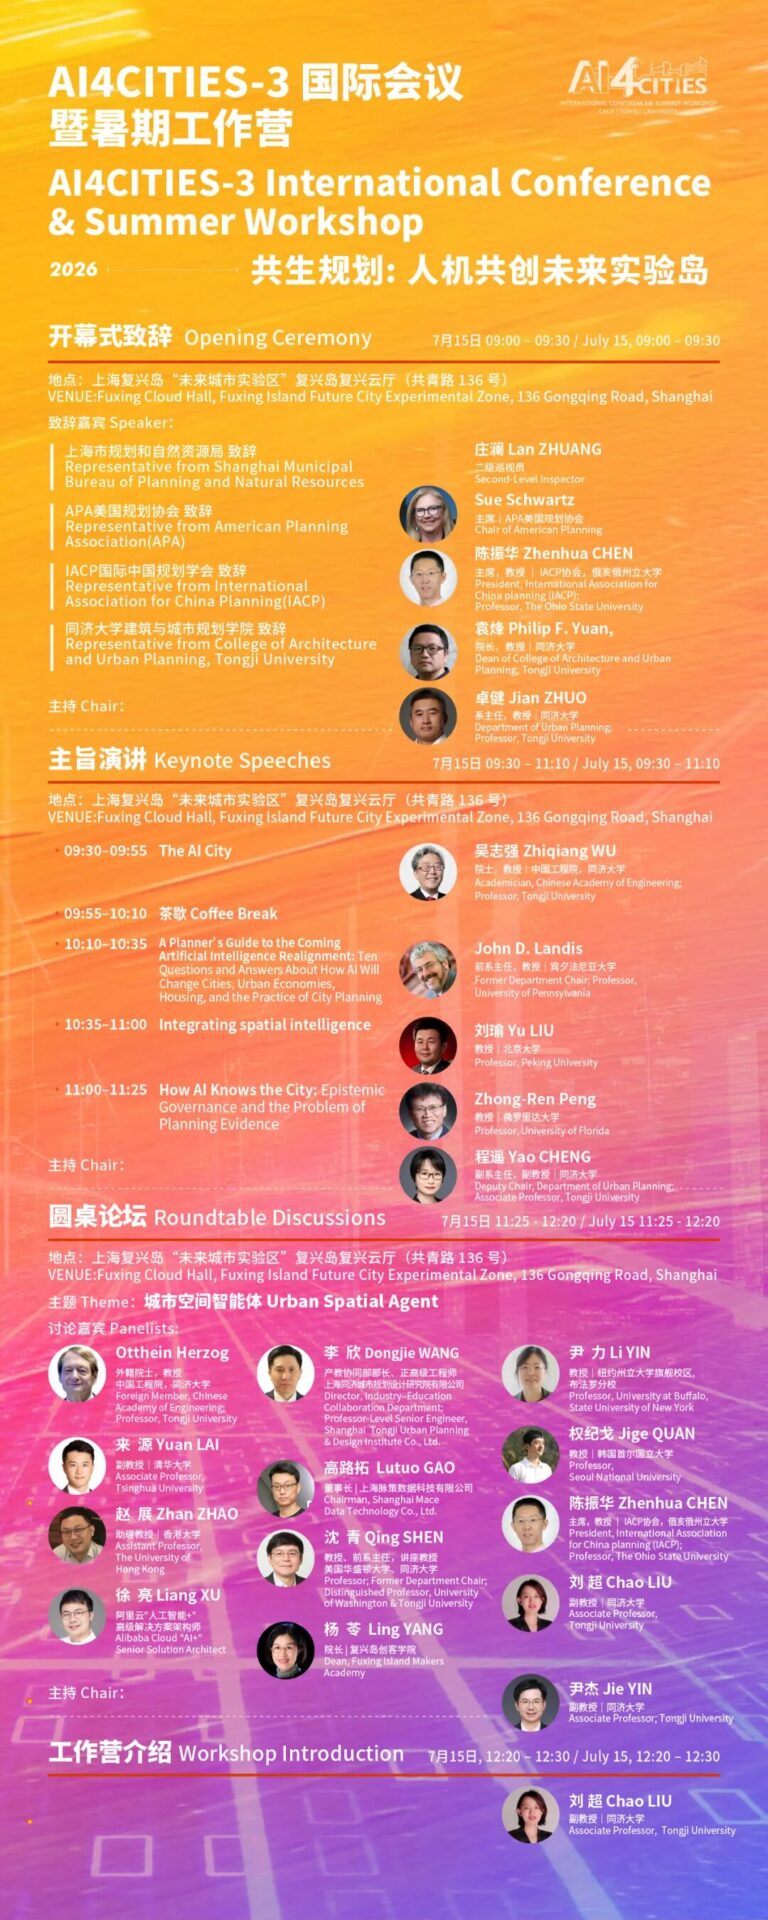 AI4CITIES-3 国际会议
暨暑期工作营
AI4CITIES
INTERNATIONAL CONFERENCE& SUMMER WORKSHOP
CAUP / TONGJI UNIVERSITY
AI4CITIES-3 International Conference
& Summer Workshop
2026
共生规划：人机共创未来实验岛
开幕式致辞 Opening Ceremony
7月15日 09:00 – 09:30 / July 15, 09:00 – 09:30
地点：上海复兴岛“未来城市实验区”复兴岛复兴云厅（共青路 136 号）
VENUE:Fuxing Cloud Hall, Fuxing Island Future City Experimental Zone, 136 Gongqing Road, Shanghai
致辞嘉宾 Speaker：
上海市规划和自然资源局 致辞
Representative from Shanghai Municipal
Bureau of Planning and Natural Resources
庄澜 Lan ZHUANG
二级巡视员
Second-Level Inspector
APA美国规划协会 致辞
Representative from American Planning
Association(APA)
Sue Schwartz
主席｜APA美国规划协会
Chair of American Planning
IACP国际中国规划学会 致辞
Representative from International
Association for China Planning(IACP)
陈振华 Zhenhua CHEN
主席，教授 ｜ IACP协会，俄亥俄州立大学
President, International Association for
China planning (IACP);
Professor, The Ohio State University
同济大学建筑与城市规划学院 致辞
Representative from College of Architecture
and Urban Planning, Tongji University
袁烽 Philip F. Yuan,
院长、教授｜同济大学
Dean of College of Architecture and Urban
Planning, Tongji University
主持 Chair：
卓健 Jian ZHUO
系主任，教授｜同济大学
Department of Urban Planning;
Professor, Tongji University
主旨演讲 Keynote Speeches
7月15日 09:30 – 11:10 / July 15, 09:30 – 11:10
地点：上海复兴岛“未来城市实验区”复兴岛复兴云厅（共青路 136 号）
VENUE:Fuxing Cloud Hall, Fuxing Island Future City Experimental Zone, 136 Gongqing Road, Shanghai
09:30–09:55 The AI City
吴志强 Zhiqiang WU
院士，教授｜中国工程院，同济大学
Academician, Chinese Academy of Engineering;
Professor, Tongji University
09:55–10:10 茶歇 Coffee Break
10:10–10:35 A Planner's Guide to the Coming
Artificial Intelligence Realignment: Ten
Questions and Answers About How AI Will
Change Cities, Urban Economies,
Housing, and the Practice of City Planning
John D. Landis
前系主任，教授｜宾夕法尼亚大学
Former Department Chair; Professor,
University of Pennsylvania
10:35–11:00 Integrating spatial intelligence
刘瑜 Yu LIU
教授｜北京大学
Professor, Peking University
11:00–11:25 How AI Knows the City: Epistemic
Governance and the Problem of
Planning Evidence
Zhong-Ren Peng
教授｜佛罗里达大学
Professor, University of Florida
主持 Chair：
程遥 Yao CHENG
副系主任，副教授｜同济大学
Deputy Chair, Department of Urban Planning;
Associate Professor, Tongji University
圆桌论坛 Roundtable Discussions
7月15日 11:25 - 12:20 / July 15 11:25 - 12:20
地点：上海复兴岛“未来城市实验区”复兴岛复兴云厅（共青路 136 号）
VENUE:Fuxing Cloud Hall, Fuxing Island Future City Experimental Zone, 136 Gongqing Road, Shanghai
主题 Theme：城市空间智能体 Urban Spatial Agent
讨论嘉宾 Panelists:
Otthein Herzog
外籍院士，教授
中国工程院，同济大学
Foreign Member, Chinese
Academy of Engineering;
Professor, Tongji University
来 源 Yuan LAI
副教授｜清华大学
Associate Professor,
Tsinghua University
赵 展 Zhan ZHAO
助理教授｜香港大学
Assistant Professor,
The University of
Hong Kong
徐 亮 Liang XU
阿里云"人工智能+"
高级解决方案架构师
Alibaba Cloud "AI+"
Senior Solution Architect
李 欣 Dongjie WANG
产教协同部部长、正高级工程师
上海同济城市规划设计研究院有限公司
Director, Industry–Education
Collaboration Department;
Professor-Level Senior Engineer,
Shanghai Tongji Urban Planning
& Design Institute Co., Ltd.
高路拓 Lutuo GAO
董事长｜上海脉策数据科技有限公司
Chairman, Shanghai Mace
Data Technology Co., Ltd.
沈 青 Qing SHEN
教授、前系主任，讲座教授
美国华盛顿大学、同济大学
Professor; Former Department Chair;
Distinguished Professor, University
of Washington & Tongji University
杨 苓 Ling YANG
院长｜复兴岛创客学院
Dean, Fuxing Island Makers
Academy
尹 力 Li YIN
教授｜纽约州立大学旗舰校区，
布法罗分校
Professor, University at Buffalo,
State University of New York
权纪戈 Jige QUAN
教授｜韩国首尔国立大学
Professor,
Seoul National University
陈振华 Zhenhua CHEN
主席，教授 ｜ IACP协会，俄亥俄州立大学
President, International Association
for China planning (IACP);
Professor, The Ohio State University
刘 超 Chao LIU
副教授｜同济大学
Associate Professor,
Tongji University
主持 Chair：
尹杰 Jie YIN
副教授｜同济大学
Associate Professor, Tongji University
工作营介绍 Workshop Introduction
7月15日, 12:20 – 12:30 / July 15, 12:20 – 12:30
刘 超 Chao LIU
副教授｜同济大学
Associate Professor, Tongji University